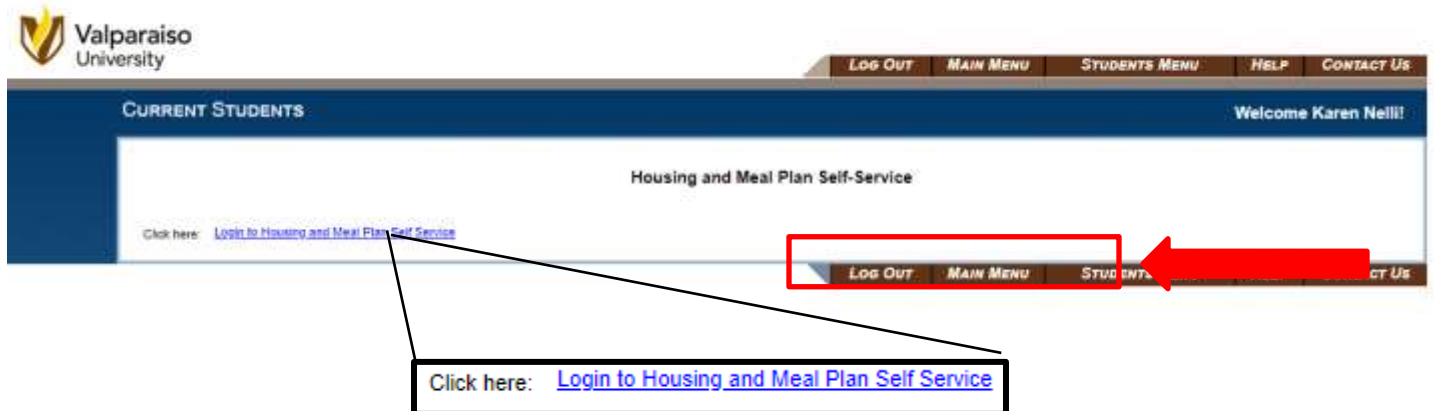 Valparaiso
University
LOG OUT MAIN MENU STUDENTS MENU HELP CONTACT US
CURRENT STUDENTS
Welcome Karen Nelli!
Housing and Meal Plan Self-Service
Click here: Login to Housing and Meal Plan Self Service
LOG OUT MAIN MENU CT US
Click here: Login to Housing and Meal Plan Self Service